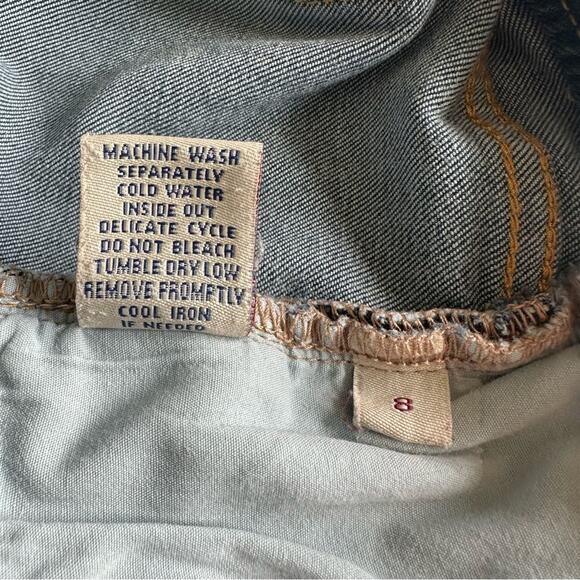 MACHINE WASH
SEPARATELY
COLD WATER
INSIDE OUT
DELICATE CYCLE
DO NOT BLEACH
TUMBLE DRY LOW
REMOVE PROMPTLY
COOL IRON
IF NEEDED
8